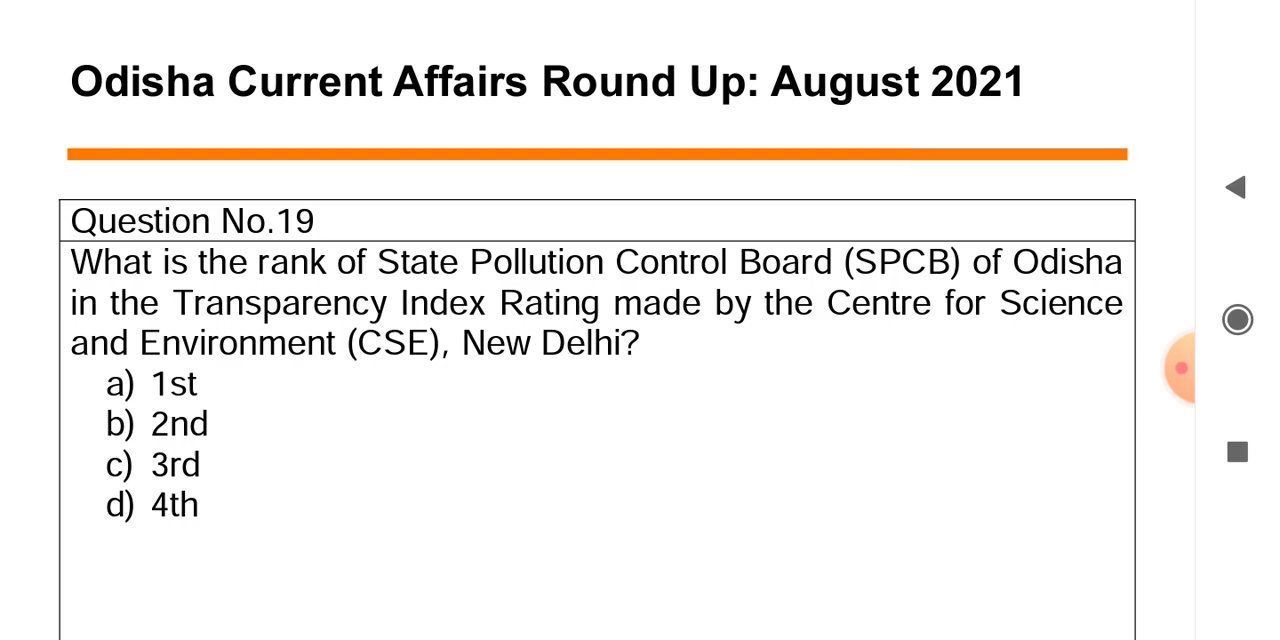 Odisha Current Affairs Round Up: August 2021
Question No.19
What is the rank of State Pollution Control Board (SPCB) of Odisha
in the Transparency Index Rating made by the Centre for Science
and Environment (CSE), New Delhi?
a) 1st
b) 2nd
c) 3rd
d) 4th